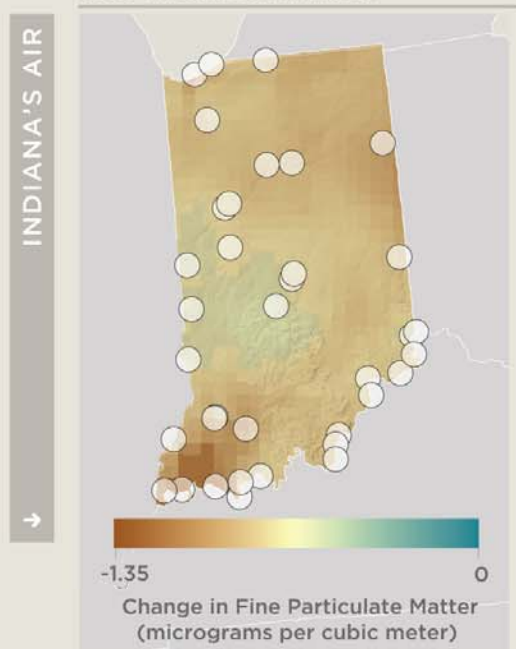 INDIANA'S AIR
-1.35
0
Change in Fine Particulate Matter
(micrograms per cubic meter)